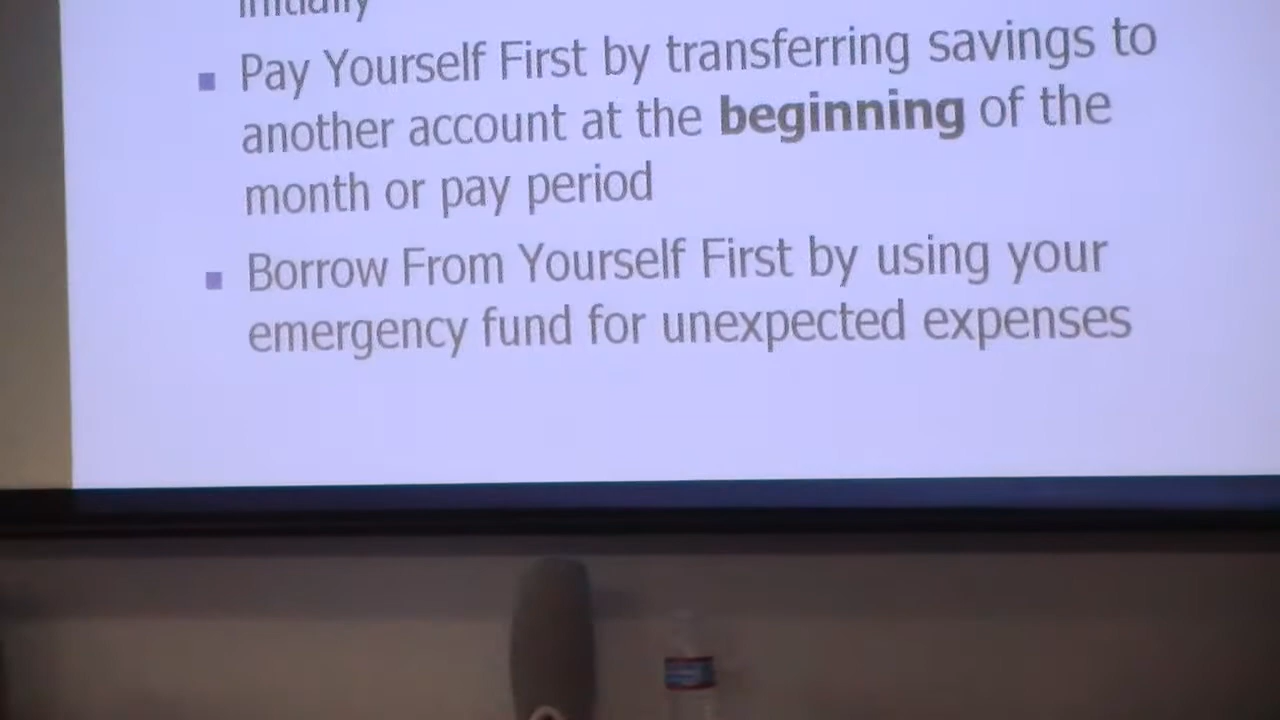 initially
Pay Yourself First by transferring savings to
another account at the beginning of the
month or pay period
Borrow From Yourself First by using your
emergency fund for unexpected expenses